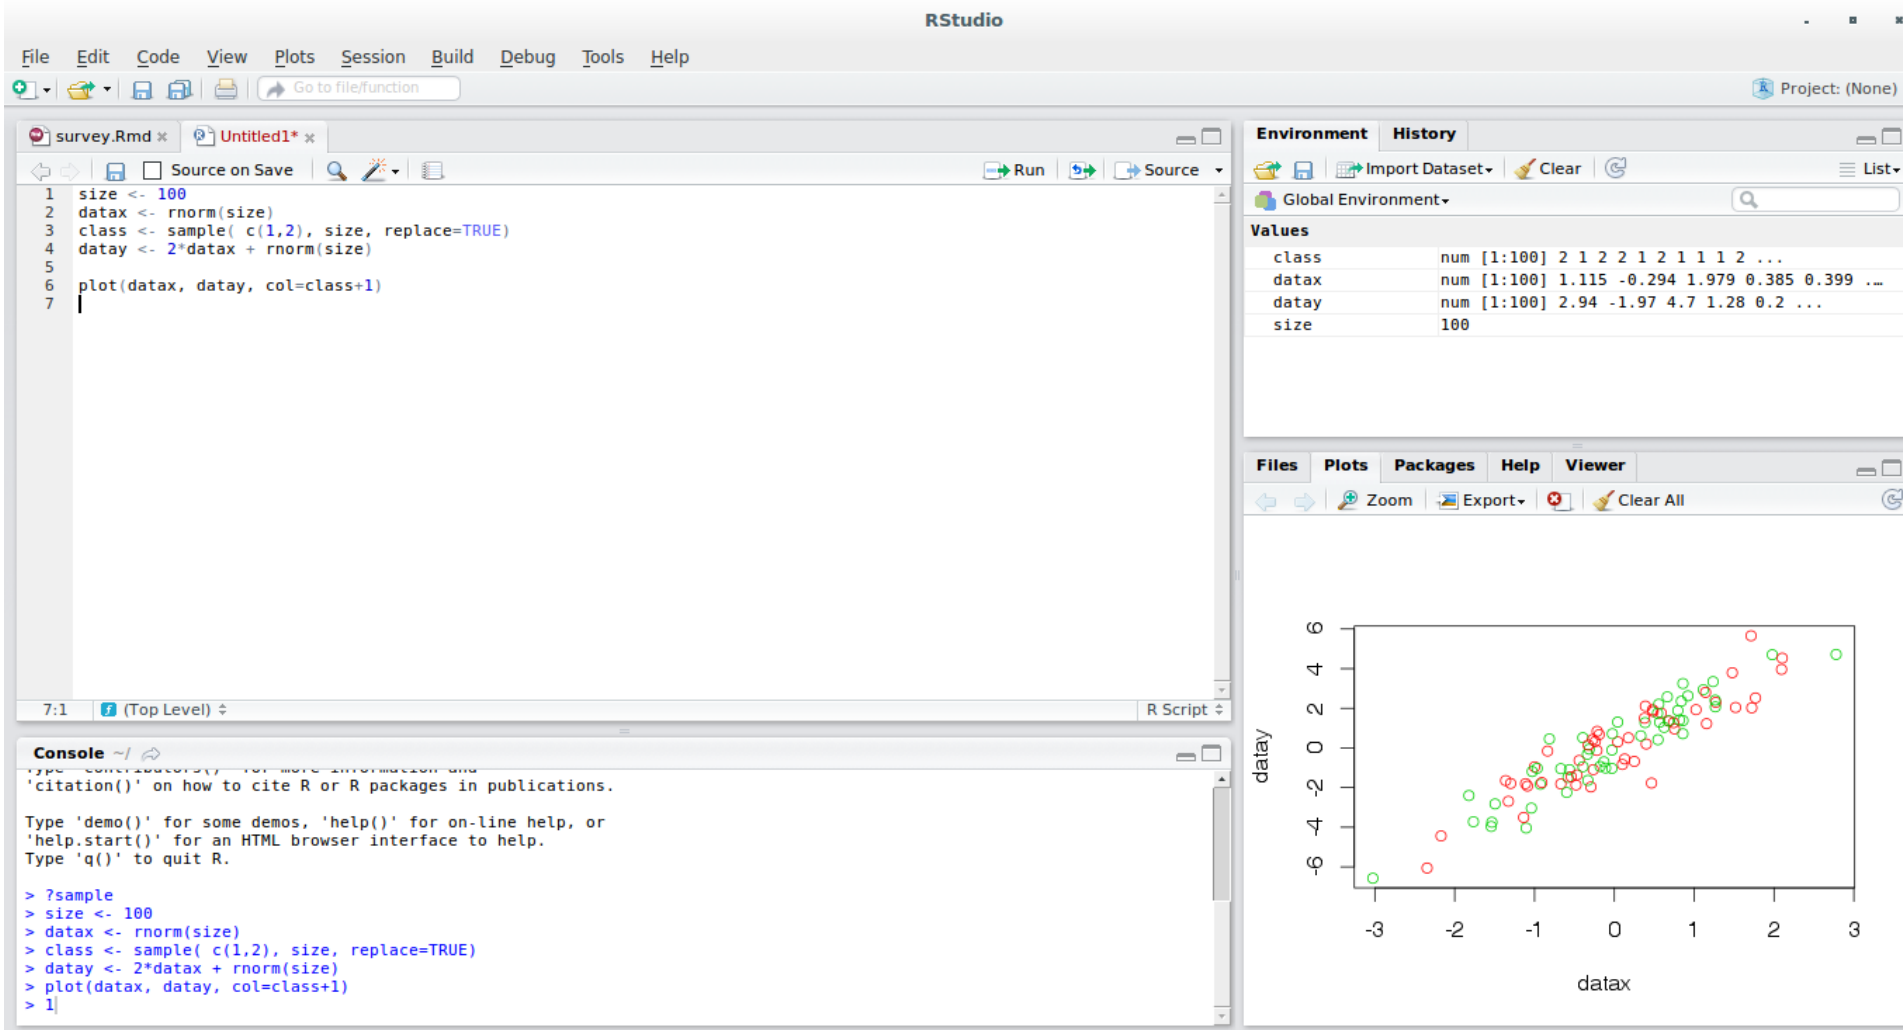 RStudio
File Edit Code View Plots Session Build Debug Tools Help
Go to file/function
Project: (None)
survey.Rmd Untitled1*
Source on Save Run Source
1 size <- 100
2 datax <- rnorm(size)
3 class <- sample( c(1,2), size, replace=TRUE)
4 datay <- 2*datax + rnorm(size)
5
6 plot(datax, datay, col=class+1)
7
7:1 (Top Level) R Script
Console ~/
'citation()' on how to cite R or R packages in publications.
Type 'demo()' for some demos, 'help()' for on-line help, or
'help.start()' for an HTML browser interface to help.
Type 'q()' to quit R.
> ?sample
> size <- 100
> datax <- rnorm(size)
> class <- sample( c(1,2), size, replace=TRUE)
> datay <- 2*datax + rnorm(size)
> plot(datax, datay, col=class+1)
> 1
Environment History
Import Dataset Clear List
Global Environment
Values
class num [1:100] 2 1 2 2 1 2 1 1 1 2 ...
datax num [1:100] 1.115 -0.294 1.979 0.385 0.399 ...
datay num [1:100] 2.94 -1.97 4.7 1.28 0.2 ...
size 100
Files Plots Packages Help Viewer
Zoom Export Clear All
6
4
2
0
-2
-4
-6
datay
-3 -2 -1 0 1 2 3
datax